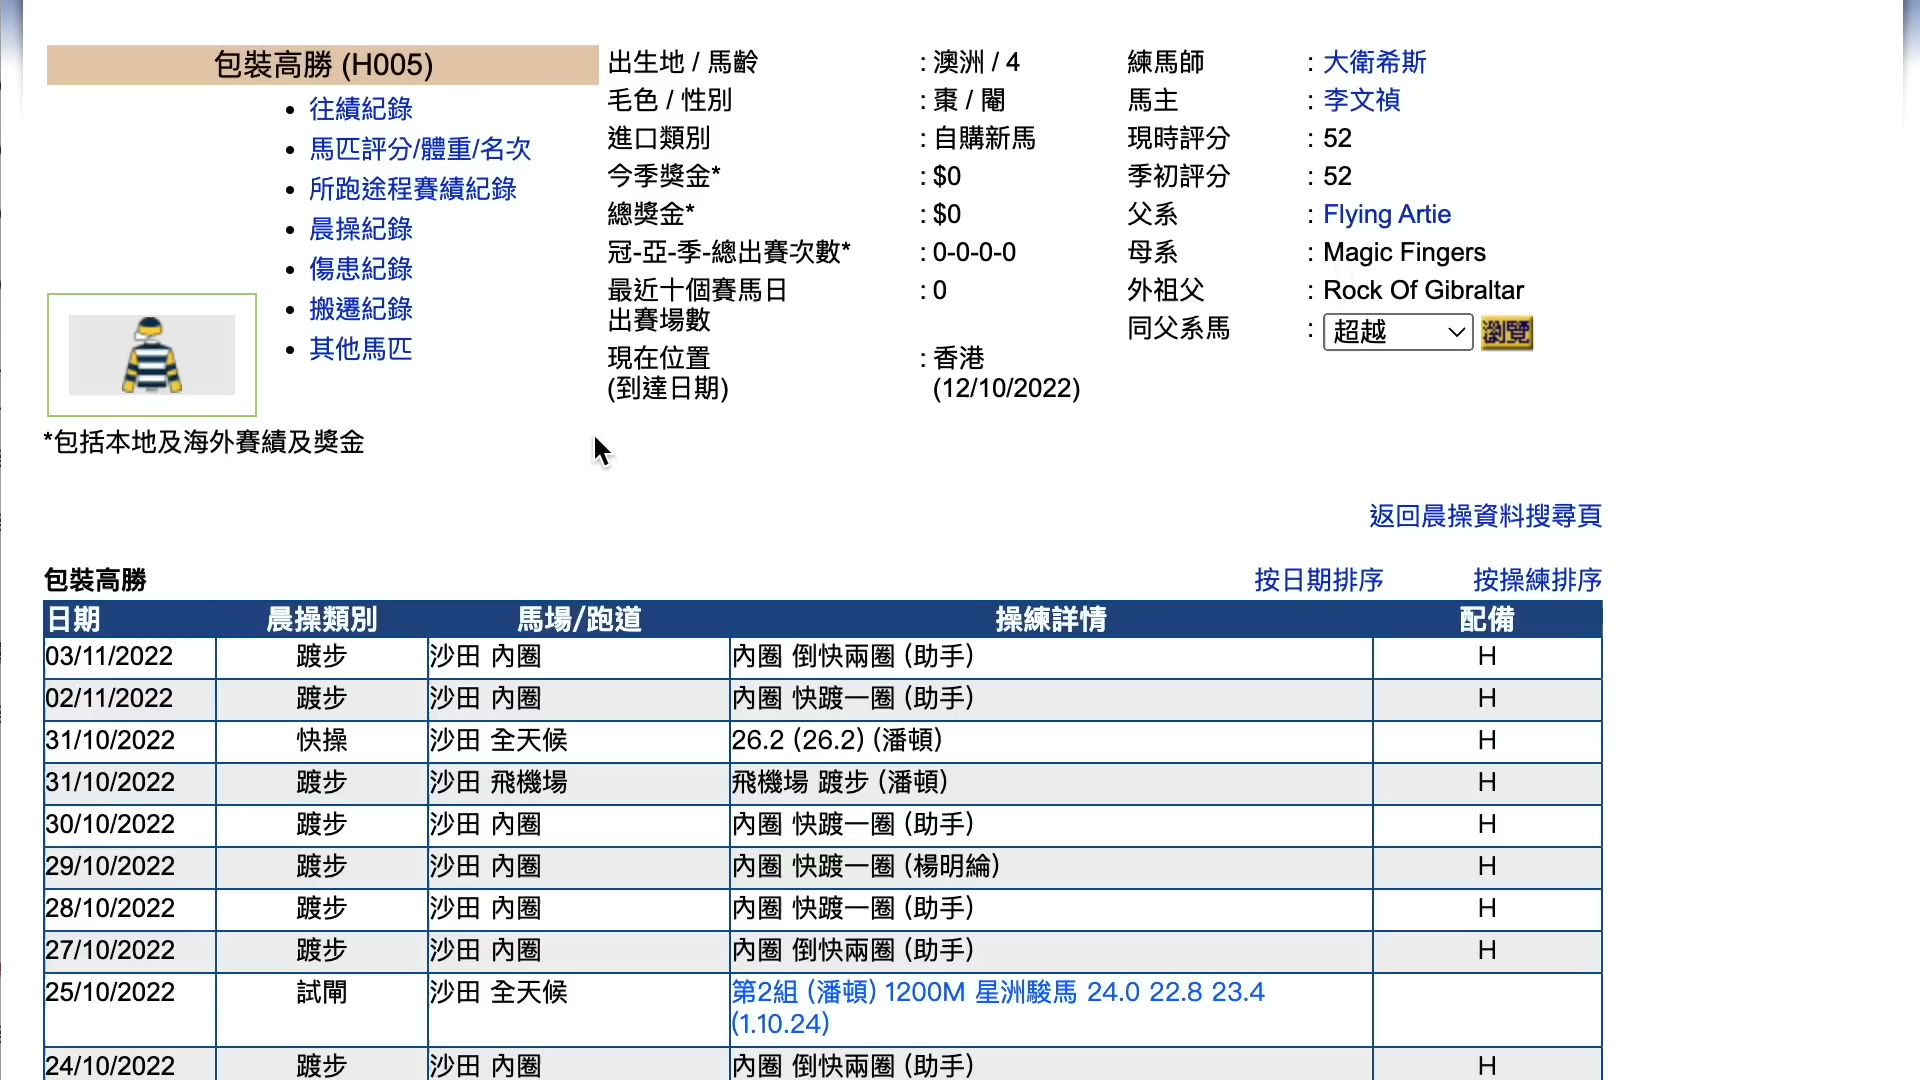 包裝高勝 (H005)
• 往績紀錄
• 馬匹評分/體重/名次
• 所跑途程賽績紀錄
• 晨操紀錄
• 傷患紀錄
• 搬遷紀錄
• 其他馬匹
*包括本地及海外賽績及獎金
出生地 / 馬齡 : 澳洲 / 4
毛色 / 性別 : 棗 / 閹
進口類別 : 自購新馬
今季獎金* : $0
總獎金* : $0
冠-亞-季-總出賽次數* : 0-0-0-0
最近十個賽馬日 : 0
出賽場數
現在位置 : 香港
(到達日期) (12/10/2022)
練馬師 : 大衛希斯
馬主 : 李文禎
現時評分 : 52
季初評分 : 52
父系 : Flying Artie
母系 : Magic Fingers
外祖父 : Rock Of Gibraltar
同父系馬 : 超越 瀏覽
返回晨操資料搜尋頁
包裝高勝 按日期排序 按操練排序
日期 晨操類別 馬場/跑道 操練詳情 配備
03/11/2022 踱步 沙田 內圈 內圈 倒快兩圈 (助手) H
02/11/2022 踱步 沙田 內圈 內圈 快踱一圈 (助手) H
31/10/2022 快操 沙田 全天候 26.2 (26.2) (潘頓) H
31/10/2022 踱步 沙田 飛機場 飛機場 踱步 (潘頓) H
30/10/2022 踱步 沙田 內圈 內圈 快踱一圈 (助手) H
29/10/2022 踱步 沙田 內圈 內圈 快踱一圈 (楊明綸) H
28/10/2022 踱步 沙田 內圈 內圈 快踱一圈 (助手) H
27/10/2022 踱步 沙田 內圈 內圈 倒快兩圈 (助手) H
25/10/2022 試閘 沙田 全天候 第2組 (潘頓) 1200M 星洲駿馬 24.0 22.8 23.4
(1.10.24)
24/10/2022 踱步 沙田 內圈 內圈 倒快兩圈 (助手) H